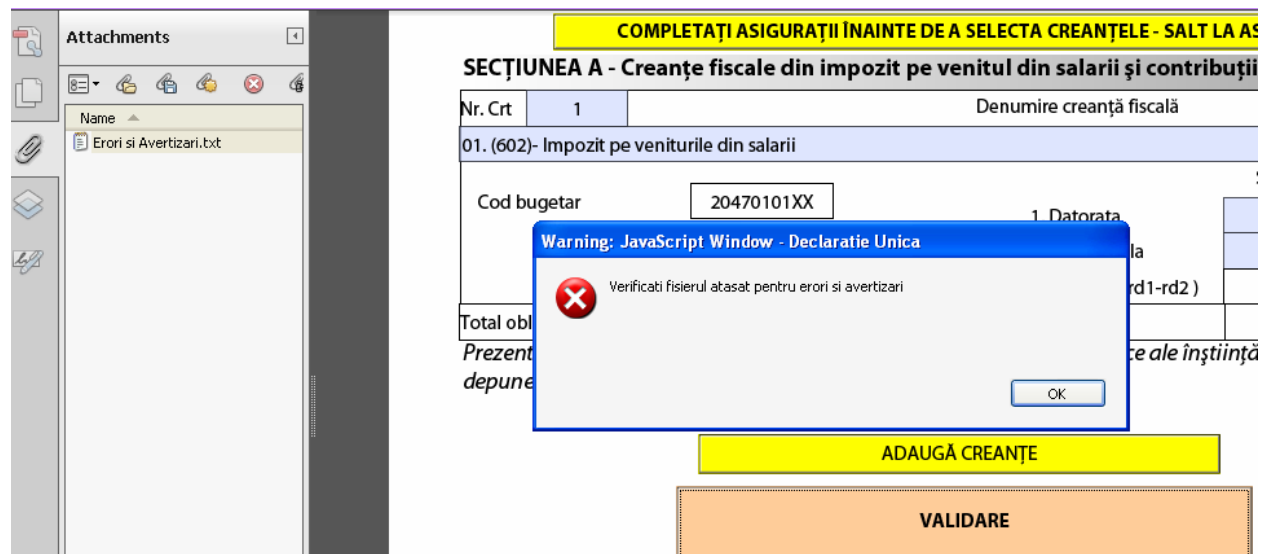 Attachments
Name
Erori si Avertizari.txt
COMPLETAȚI ASIGURAȚII ÎNAINTE DE A SELECTA CREANȚELE - SALT LA AS
SECȚIUNEA A - Creanțe fiscale din impozit pe venitul din salarii și contribuții
Nr. Crt 1 Denumire creanță fiscală
01. (602)- Impozit pe veniturile din salarii
Cod bugetar 20470101XX
1. Datorata
Warning: JavaScript Window - Declaratie Unica
la
Verificati fisierul atasat pentru erori si avertizari
rd1-rd2 )
Total obl
Prezent ce ale înștiință
depune
OK
ADAUGĂ CREANȚE
VALIDARE